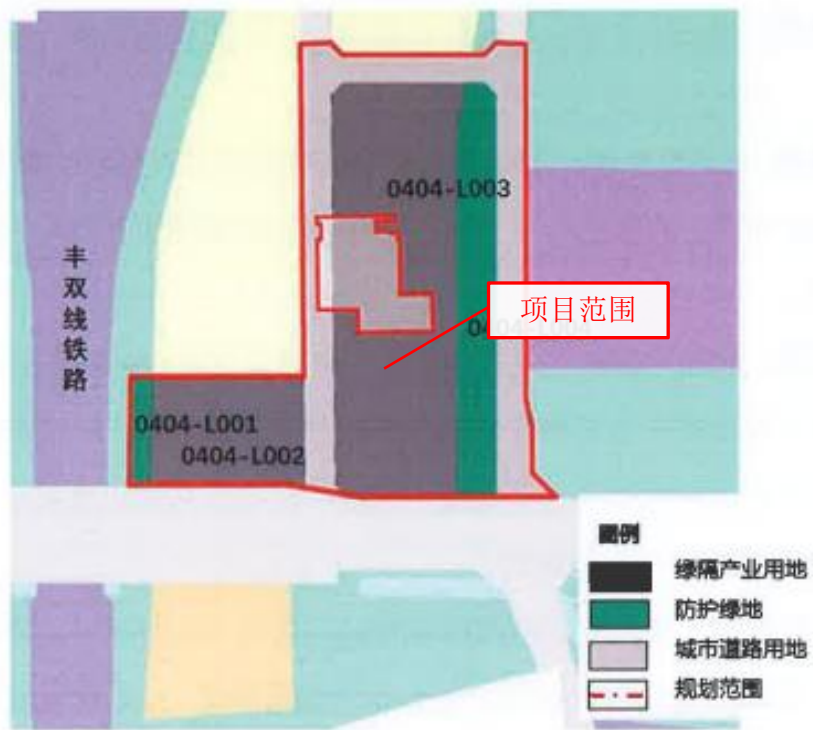 0404-L003
丰双线铁路
项目范围
0404-L001
0404-L002
图例
绿隔产业用地
防护绿地
城市道路用地
规划范围